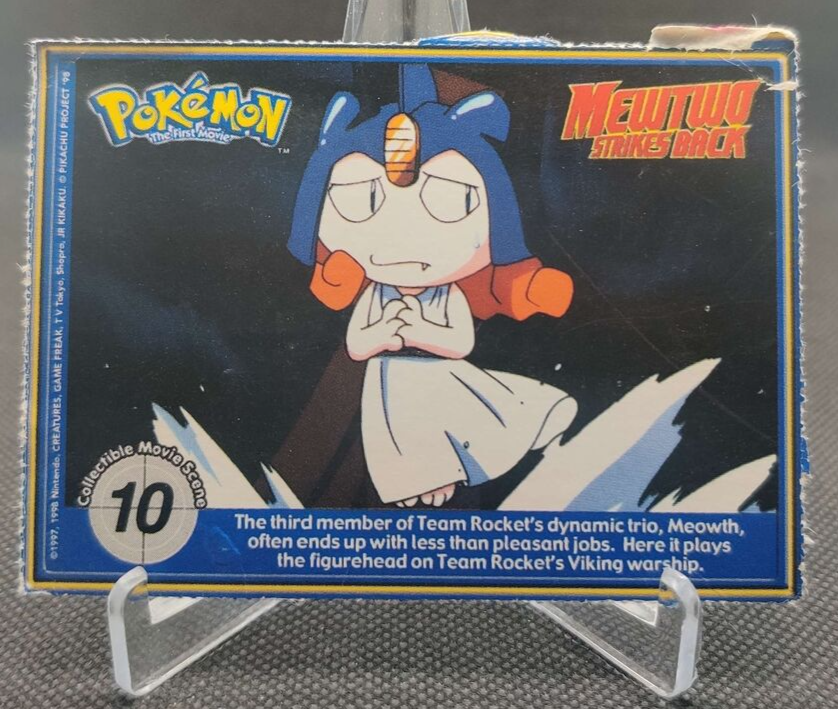 POKéMON
The First Movie
TM
MEWTWO
STRIKES BACK
©1997, 1998 Nintendo, CREATURES, GAME FREAK, TV Tokyo, Shopro, JR KIKAKU. © PIKACHU PROJECT '98
Collectible Movie Scene
10
The third member of Team Rocket's dynamic trio, Meowth,
often ends up with less than pleasant jobs. Here it plays
the figurehead on Team Rocket's Viking warship.